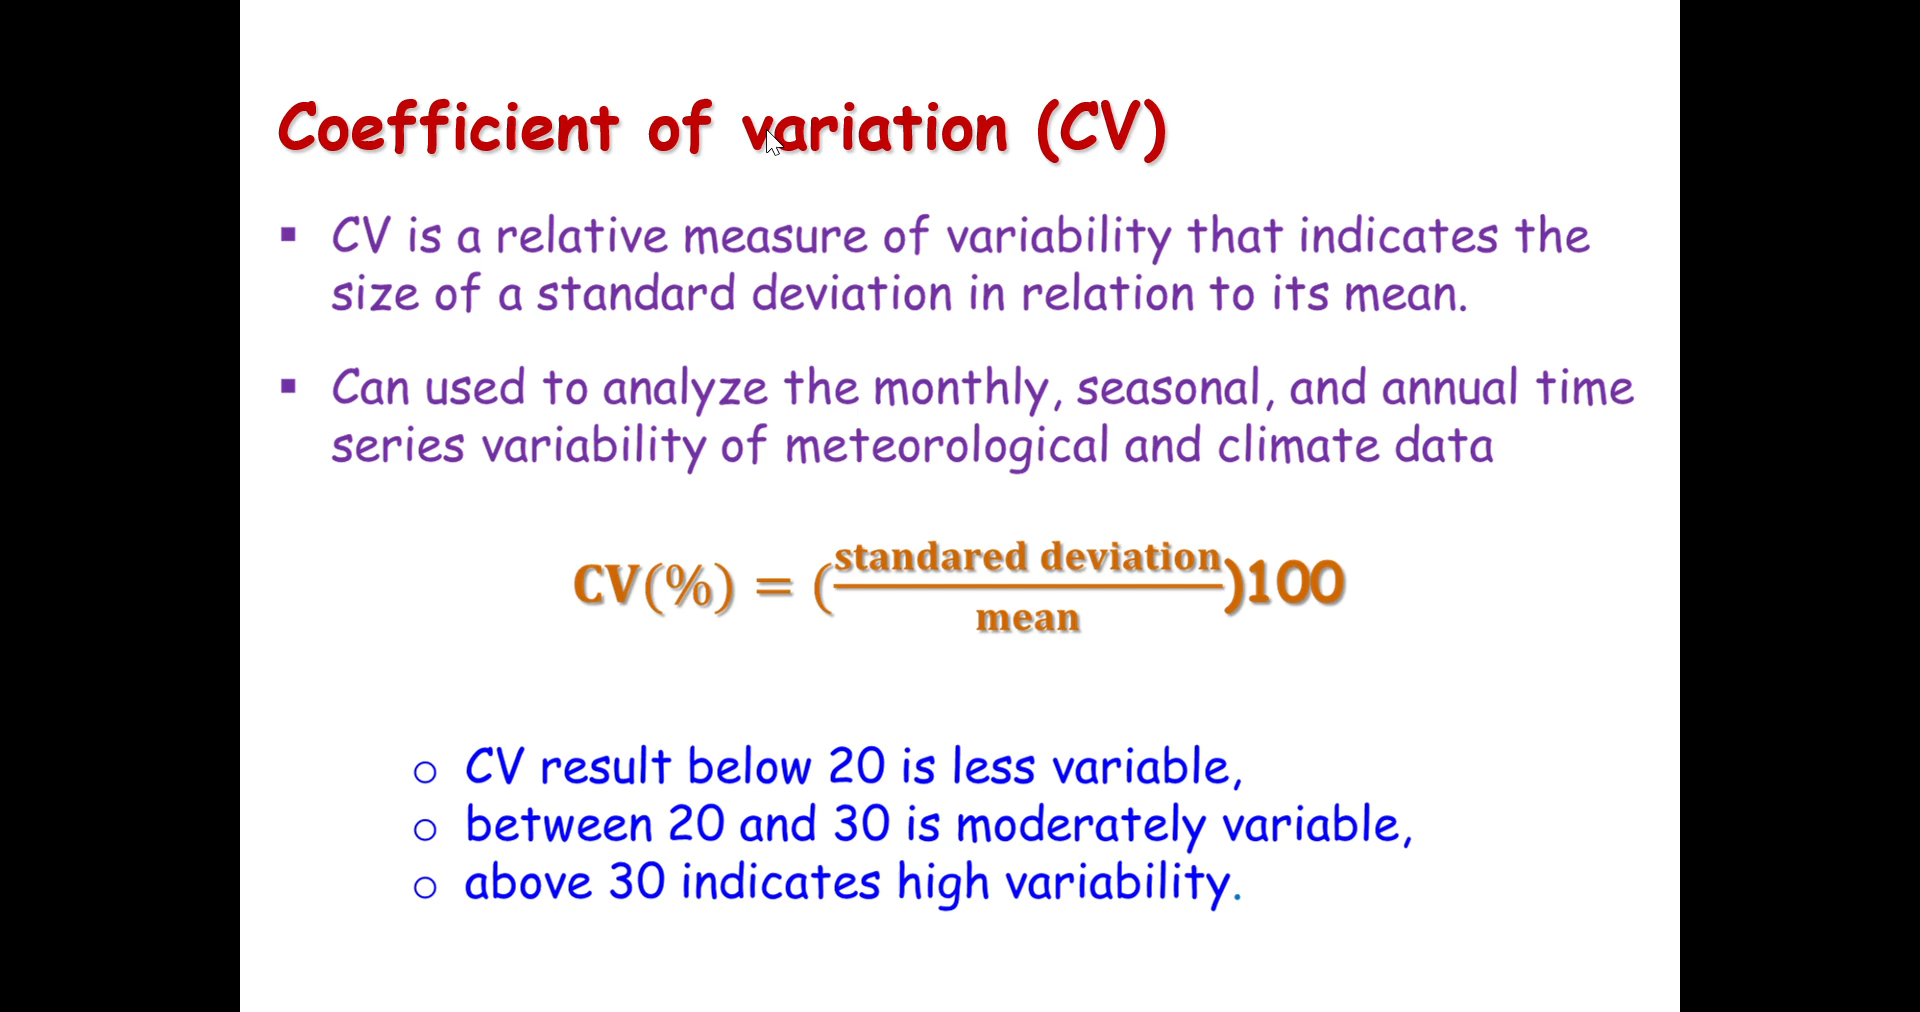 Coefficient of variation (CV)
▪ CV is a relative measure of variability that indicates the
size of a standard deviation in relation to its mean.
▪ Can used to analyze the monthly, seasonal, and annual time
series variability of meteorological and climate data
CV(%) = (standared deviation/mean)100
o CV result below 20 is less variable,
o between 20 and 30 is moderately variable,
o above 30 indicates high variability.